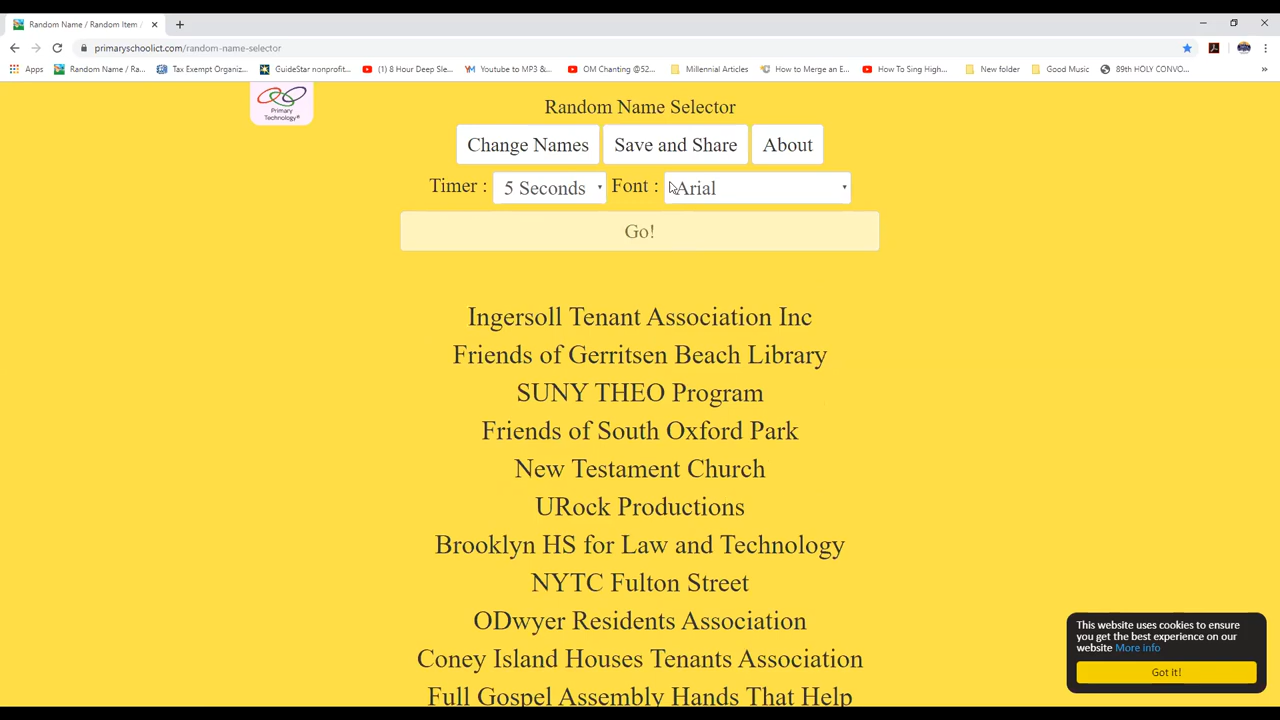 Random Name / Random Item /
primaryschoolict.com/random-name-selector
Apps
Random Name / Ra...
Tax Exempt Organiz...
GuideStar nonprofit...
(1) 8 Hour Deep Sle...
Youtube to MP3 &...
OM Chanting @52...
Millennial Articles
How to Merge an E...
How To Sing High...
New folder
Good Music
89th HOLY CONVO...
»
Primary
Technology®
Random Name Selector
Change Names
Save and Share
About
Timer :
5 Seconds
Font :
Arial
Go!
Ingersoll Tenant Association Inc
Friends of Gerritsen Beach Library
SUNY THEO Program
Friends of South Oxford Park
New Testament Church
URock Productions
Brooklyn HS for Law and Technology
NYTC Fulton Street
ODwyer Residents Association
Coney Island Houses Tenants Association
Full Gospel Assembly Hands That Help
This website uses cookies to ensure
you get the best experience on our
website More info
Got it!